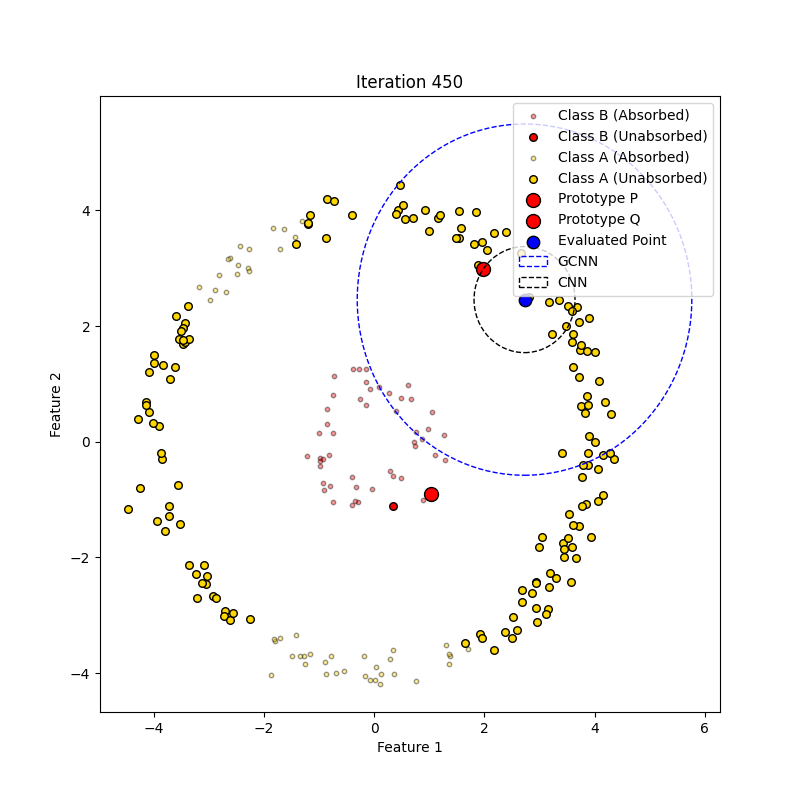 Iteration 450
Class B (Absorbed)
Class B (Unabsorbed)
Class A (Absorbed)
Class A (Unabsorbed)
Prototype P
Prototype Q
Evaluated Point
GCNN
CNN
4
2
0
−2
−4
Feature 2
−4
−2
0
2
4
6
Feature 1